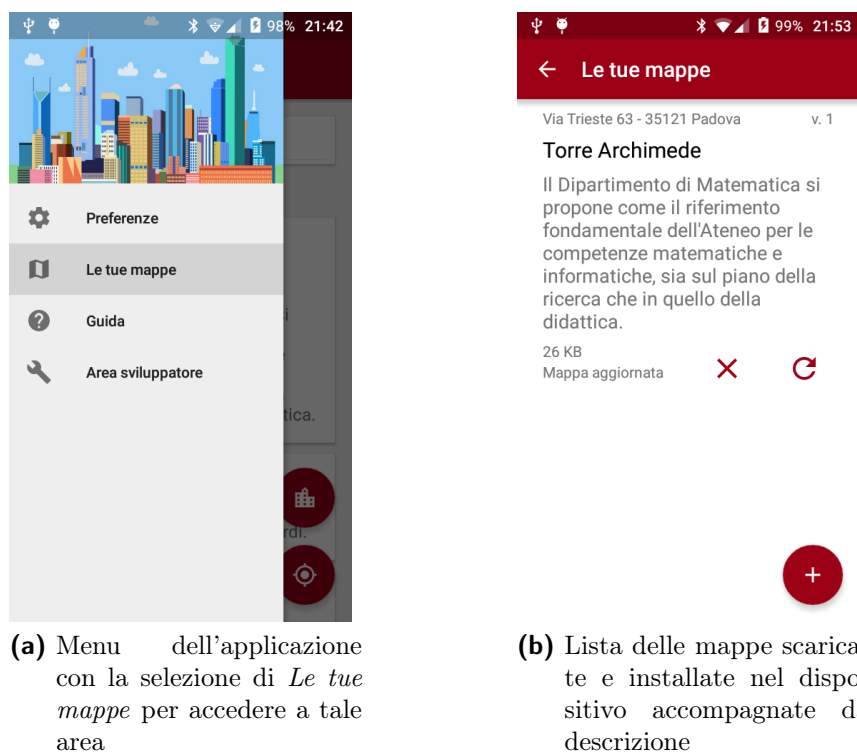 98% 21:42
Preferenze
Le tue mappe
Guida
Area sviluppatore
si
e
tica.
rdì.
(a) Menu dell'applicazione
con la selezione di Le tue
mappe per accedere a tale
area
99% 21:53
Le tue mappe
Via Trieste 63 - 35121 Padova v. 1
Torre Archimede
Il Dipartimento di Matematica si
propone come il riferimento
fondamentale dell'Ateneo per le
competenze matematiche e
informatiche, sia sul piano della
ricerca che in quello della
didattica.
26 KB
Mappa aggiornata
(b) Lista delle mappe scarica
te e installate nel dispo
sitivo accompagnate d
descrizione